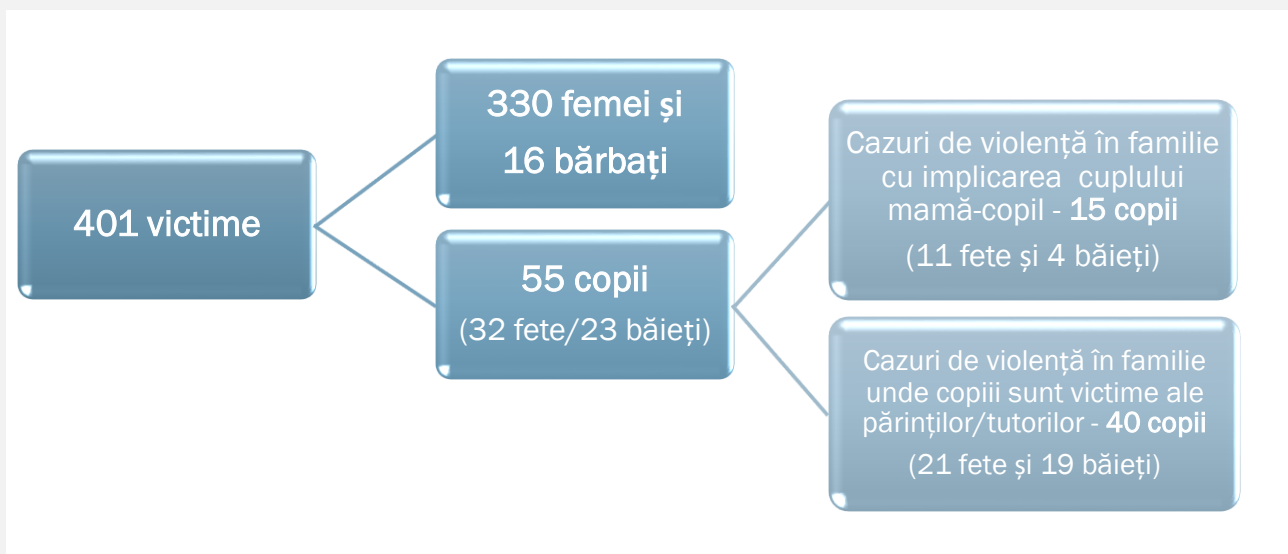 401 victime
330 femei și
16 bărbați
55 copii
(32 fete/23 băieți)
Cazuri de violență în familie
cu implicarea cuplului
mamă-copil - 15 copii
(11 fete și 4 băieți)
Cazuri de violență în familie
unde copiii sunt victime ale
părinților/tutorilor - 40 copii
(21 fete și 19 băieți)